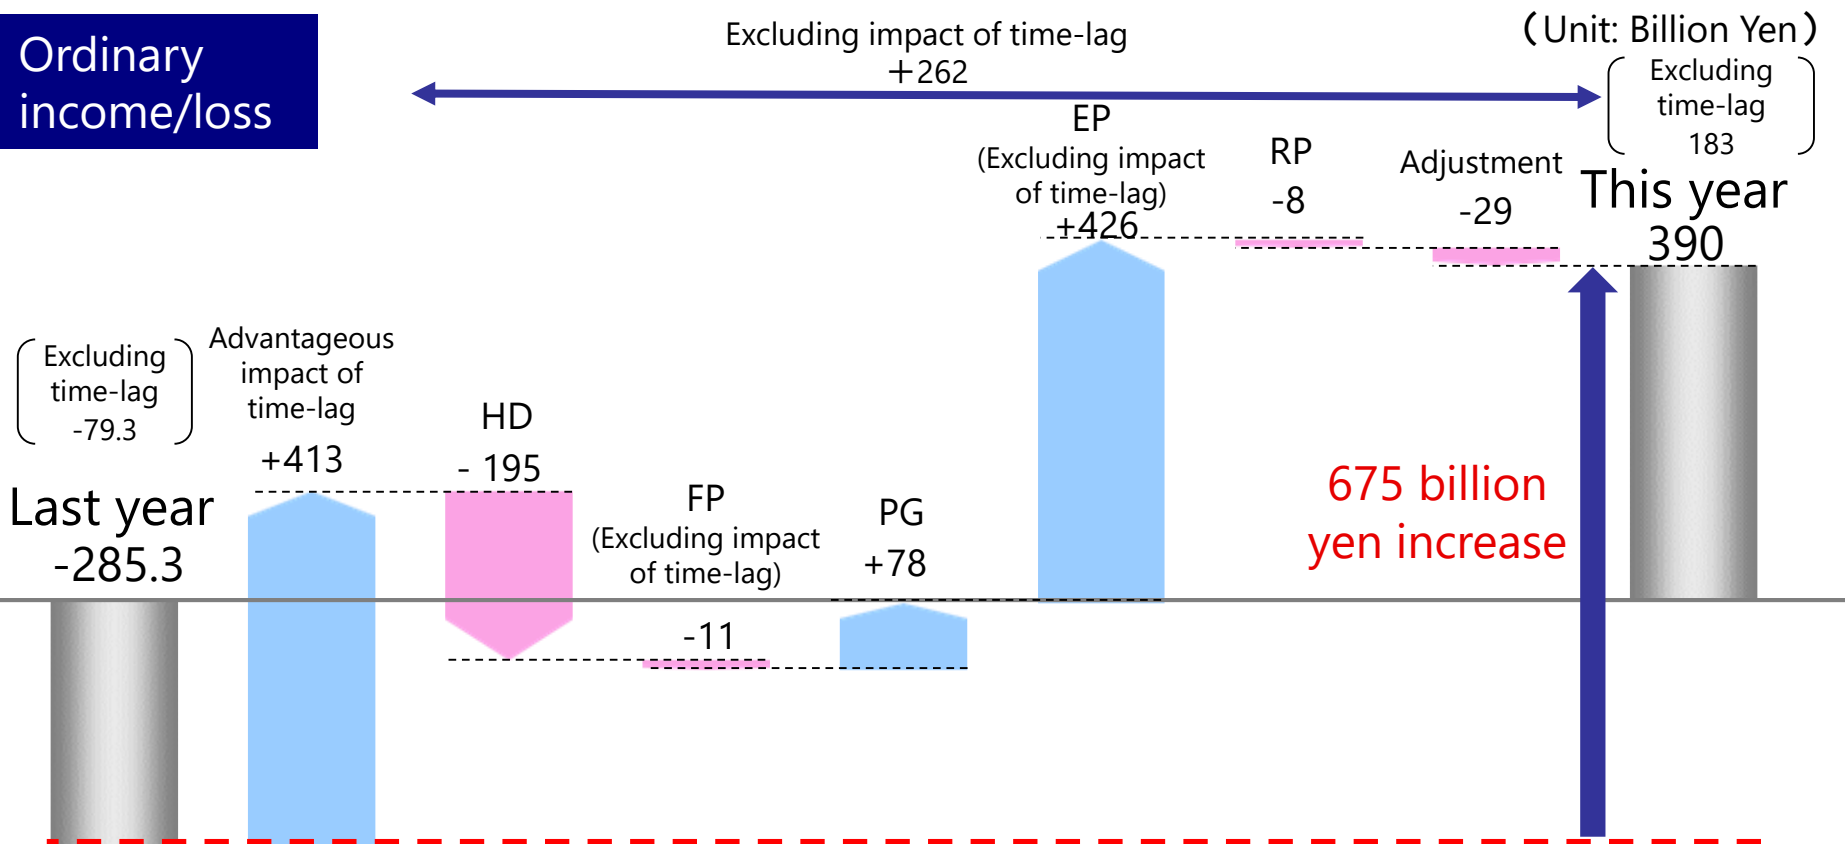 Ordinary
income/loss
Excluding impact of time-lag
+262
(Unit: Billion Yen)
Excluding
time-lag
183
This year
390
EP
(Excluding impact
of time-lag)
+426
RP
-8
Adjustment
-29
Excluding
time-lag
-79.3
Last year
-285.3
Advantageous
impact of
time-lag
+413
HD
- 195
FP
(Excluding impact
of time-lag)
-11
PG
+78
675 billion
yen increase